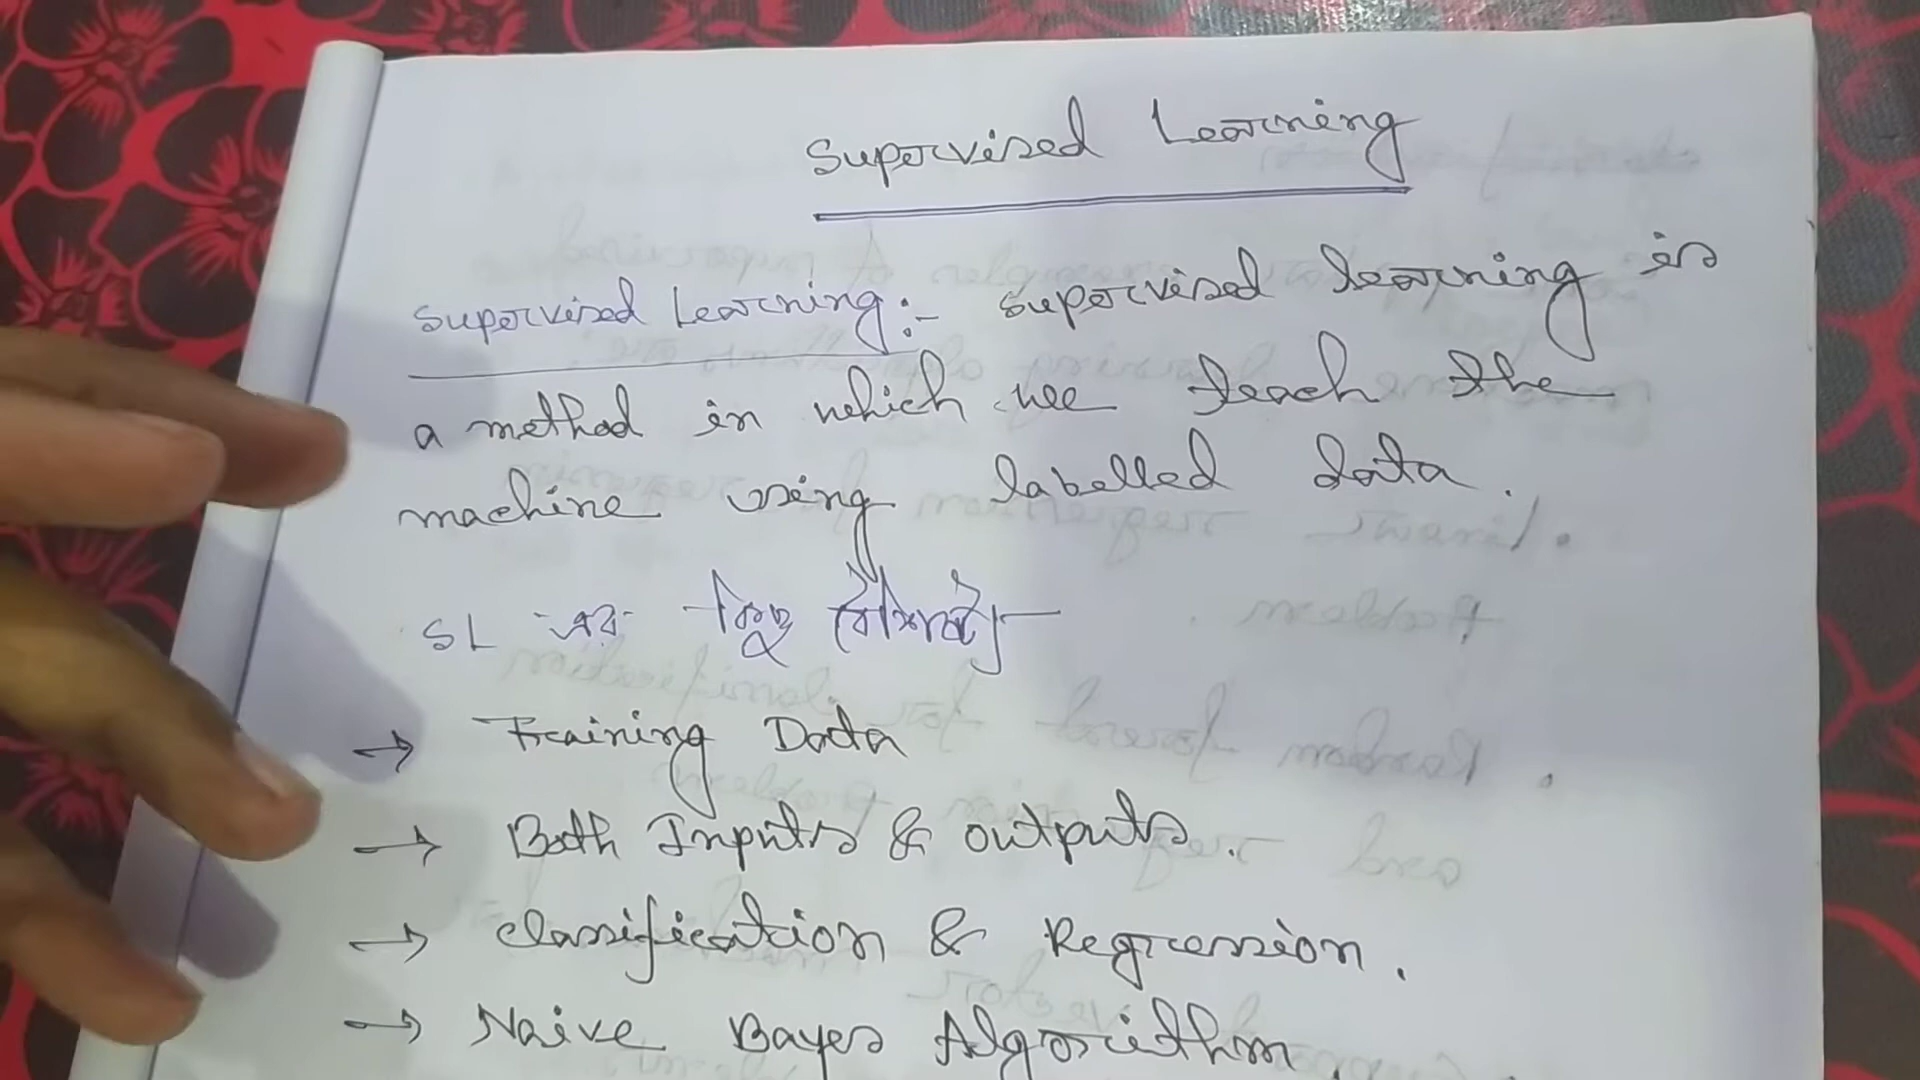 Supervised Learning
Supervised Learning:- Supervised learning is
a method in which we teach the
machine using labelled data.
SL এর কিছু বৈশিষ্ট্য
→ Training Data
→ Both Inputs & outputs.
→ Classification & Regression.
→ Naive Bayes Algorithm